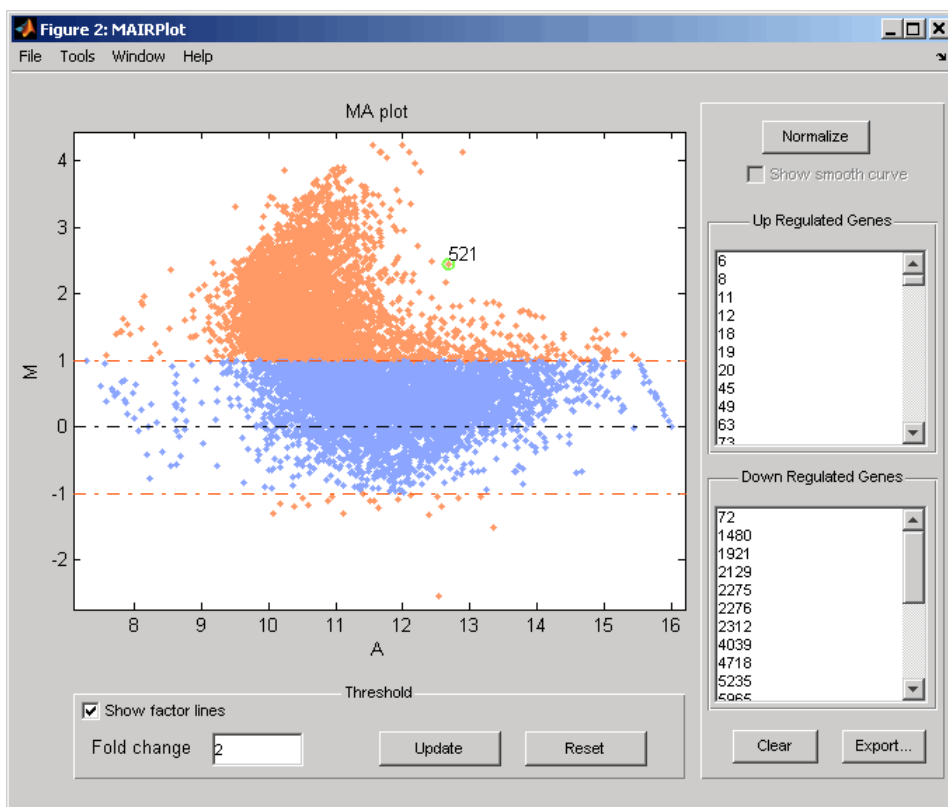 Figure 2: MAIRPlot
File Tools Window Help
MA plot
4
3
2
1
0
-1
-2
M
521
8 9 10 11 12 13 14 15 16
A
Normalize
Show smooth curve
Up Regulated Genes
6
8
11
12
18
19
20
45
49
63
73
Down Regulated Genes
72
1480
1921
2129
2275
2276
2312
4039
4718
5235
5965
Threshold
Show factor lines
Fold change 2 Update Reset
Clear Export...